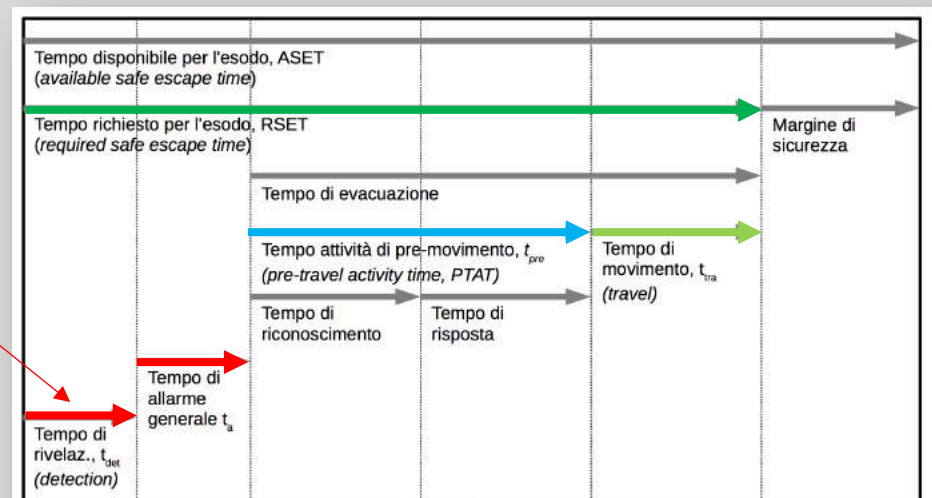 Tempo disponibile per l'esodo, ASET
(available safe escape time)
Tempo richiesto per l'esodo, RSET
(required safe escape time)
Margine di
sicurezza
Tempo di evacuazione
Tempo attività di pre-movimento, tpre
(pre-travel activity time, PTAT)
Tempo di
movimento, ttra
(travel)
Tempo di
riconoscimento
Tempo di
risposta
Tempo di
allarme
generale ta
Tempo di
rivelaz., tdet
(detection)